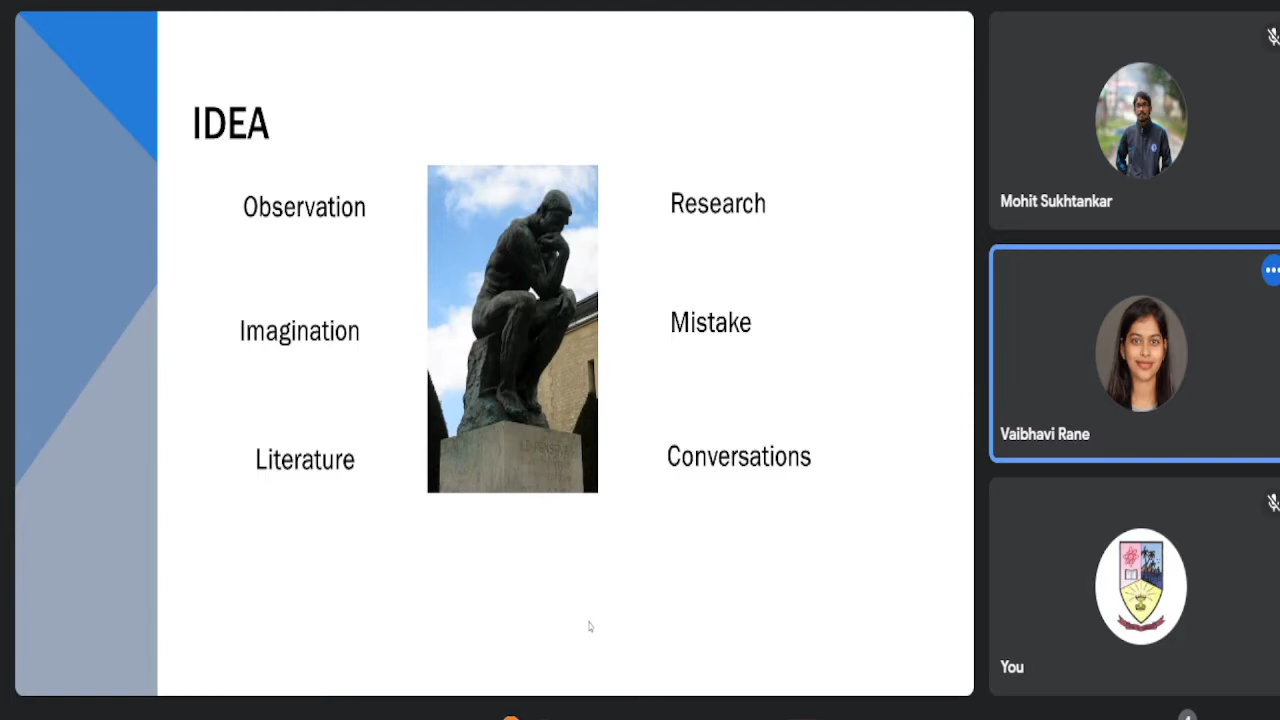 IDEA
Observation
Research
Imagination
Mistake
Literature
Conversations
Mohit Sukhtankar
Vaibhavi Rane
You